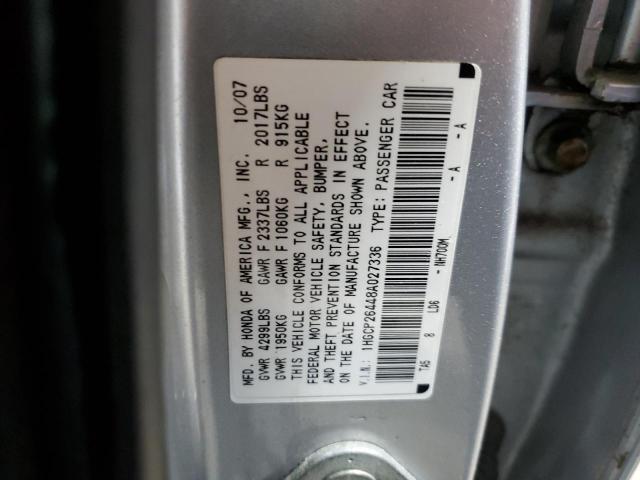 MFD. BY HONDA OF AMERICA MFG., INC. 10/07
GVWR 4299LBS GAWR F 2337LBS R 2017LBS
GVWR 1950KG GAWR F 1060KG R 915KG
THIS VEHICLE CONFORMS TO ALL APPLICABLE
FEDERAL MOTOR VEHICLE SAFETY, BUMPER,
AND THEFT PREVENTION STANDARDS IN EFFECT
ON THE DATE OF MANUFACTURE SHOWN ABOVE.
V.I.N.: 1HGCP26448A027336 TYPE: PASSENGER CAR
TA5 8 LD6 - NH700M - A - A